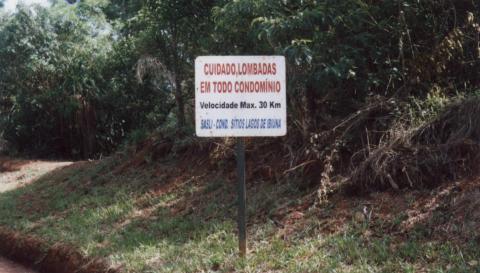 CUIDADO, LOMBADAS
EM TODO CONDOMÍNIO
Velocidade Max. 30 Km
SASLI - COND. SÍTIOS LAGOS DE IBIUNA